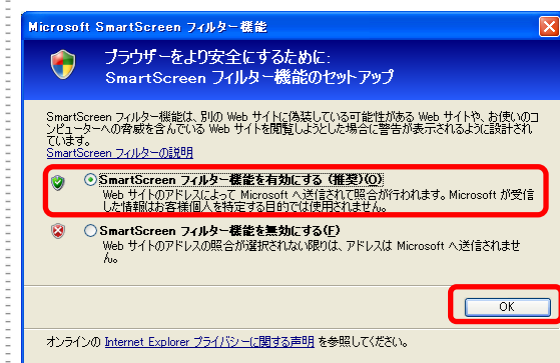 Microsoft SmartScreen フィルター機能
ブラウザーをより安全にするために:
SmartScreen フィルター機能のセットアップ
SmartScreen フィルター機能は、別の Web サイトに偽装している可能性がある Web サイトや、お使いのコ
ンピューターへの脅威を含んでいる Web サイトを閲覧しようとした場合に警告が表示されるように設計され
ています。
SmartScreen フィルターの説明
SmartScreen フィルター機能を有効にする (推奨)(O)
Web サイトのアドレスによって Microsoft へ送信されて照合が行われます。Microsoft が受信
した情報はお客様個人を特定する目的では使用されません。
SmartScreen フィルター機能を無効にする(F)
Web サイトのアドレスの照合が選択されない限りは、アドレスは Microsoft へ送信されませ
ん。
OK
オンラインの Internet Explorer プライバシーに関する声明 を参照してください。